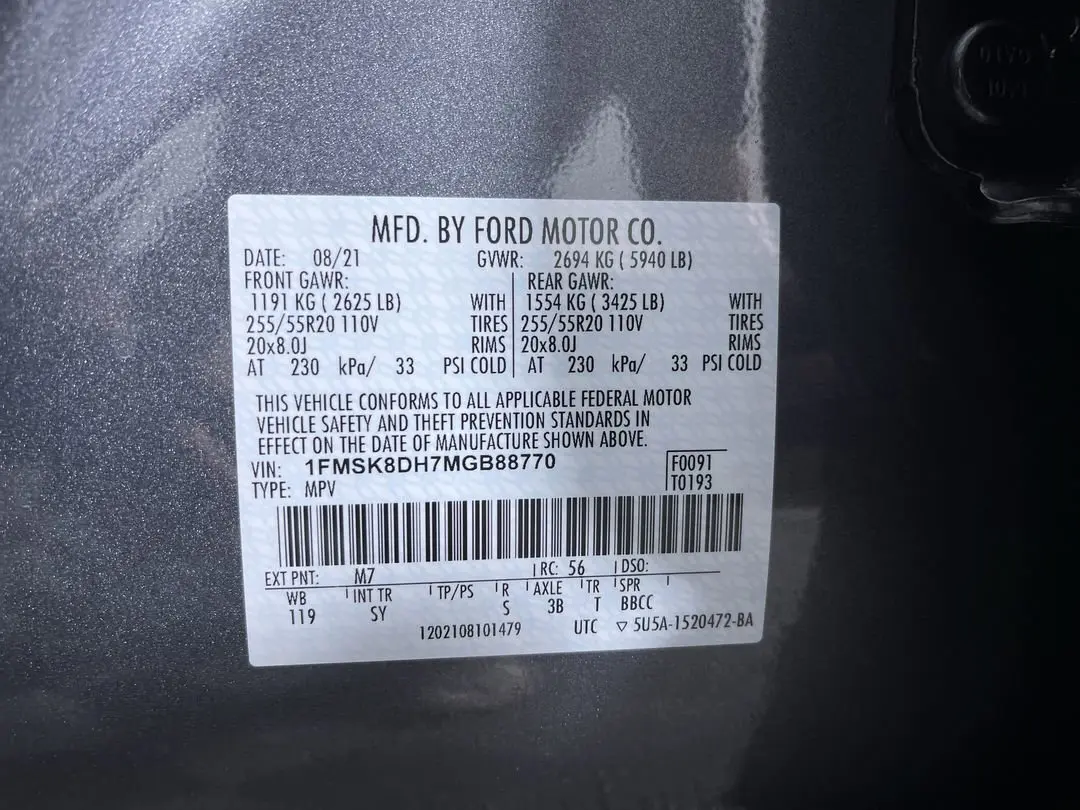 MFD. BY FORD MOTOR CO.
DATE: 08/21 GVWR: 2694 KG ( 5940 LB)
FRONT GAWR: REAR GAWR:
1191 KG ( 2625 LB) WITH 1554 KG ( 3425 LB) WITH
255/55R20 110V TIRES 255/55R20 110V TIRES
20x8.0J RIMS 20x8.0J RIMS
AT 230 kPa/ 33 PSI COLD AT 230 kPa/ 33 PSI COLD
THIS VEHICLE CONFORMS TO ALL APPLICABLE FEDERAL MOTOR
VEHICLE SAFETY AND THEFT PREVENTION STANDARDS IN
EFFECT ON THE DATE OF MANUFACTURE SHOWN ABOVE.
VIN: 1FMSK8DH7MGB88770 F0091
TYPE: MPV T0193
EXT PNT: M7 RC: 56 DSO:
WB INT TR TP/PS R AXLE TR SPR
119 SY S 3B T BBCC
1202108101479 UTC ▽ 5U5A-1520472-BA